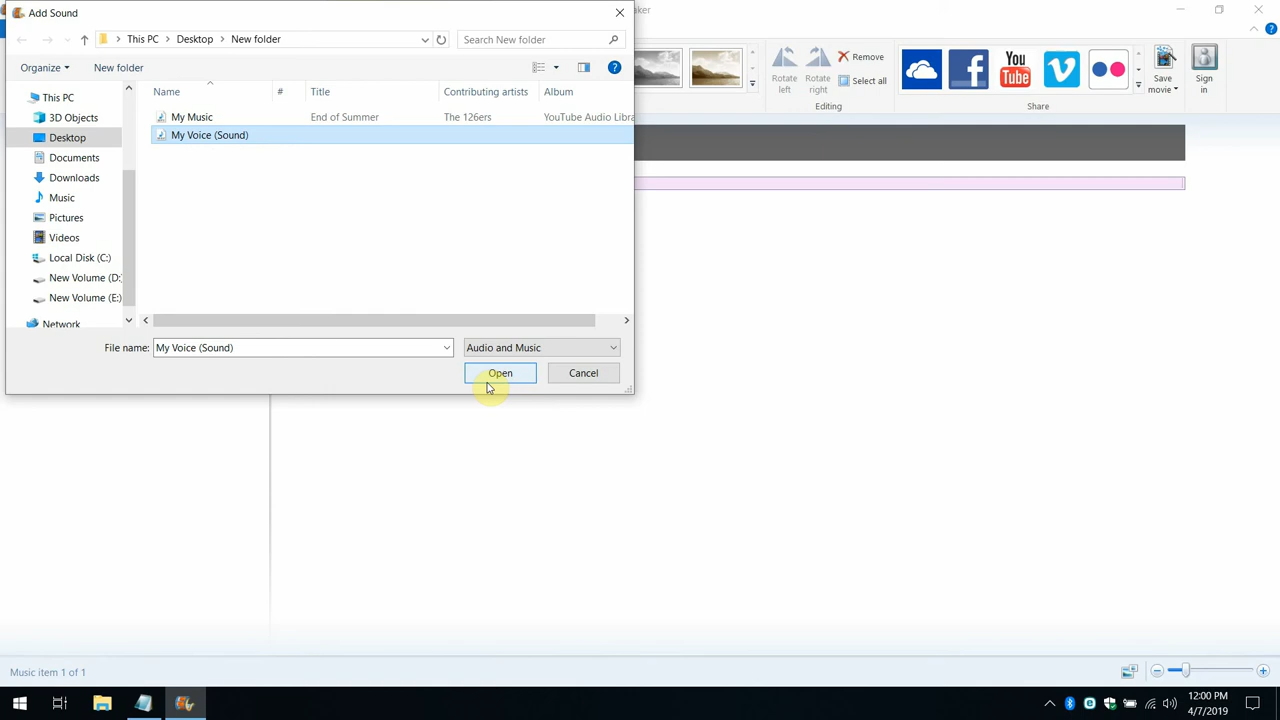 Add Sound
aker
This PC
Desktop
New folder
Search New folder
Organize
New folder
Name
#
Title
Contributing artists
Album
My Music
End of Summer
The 126ers
YouTube Audio Libra
My Voice (Sound)
This PC
3D Objects
Desktop
Documents
Downloads
Music
Pictures
Videos
Local Disk (C:)
New Volume (D:
New Volume (E:)
Network
File name:
My Voice (Sound)
Audio and Music
Open
Cancel
Rotate left
Rotate right
Remove
Select all
Editing
You Tube
Share
Save movie
Sign in
Music item 1 of 1
12:00 PM
4/7/2019